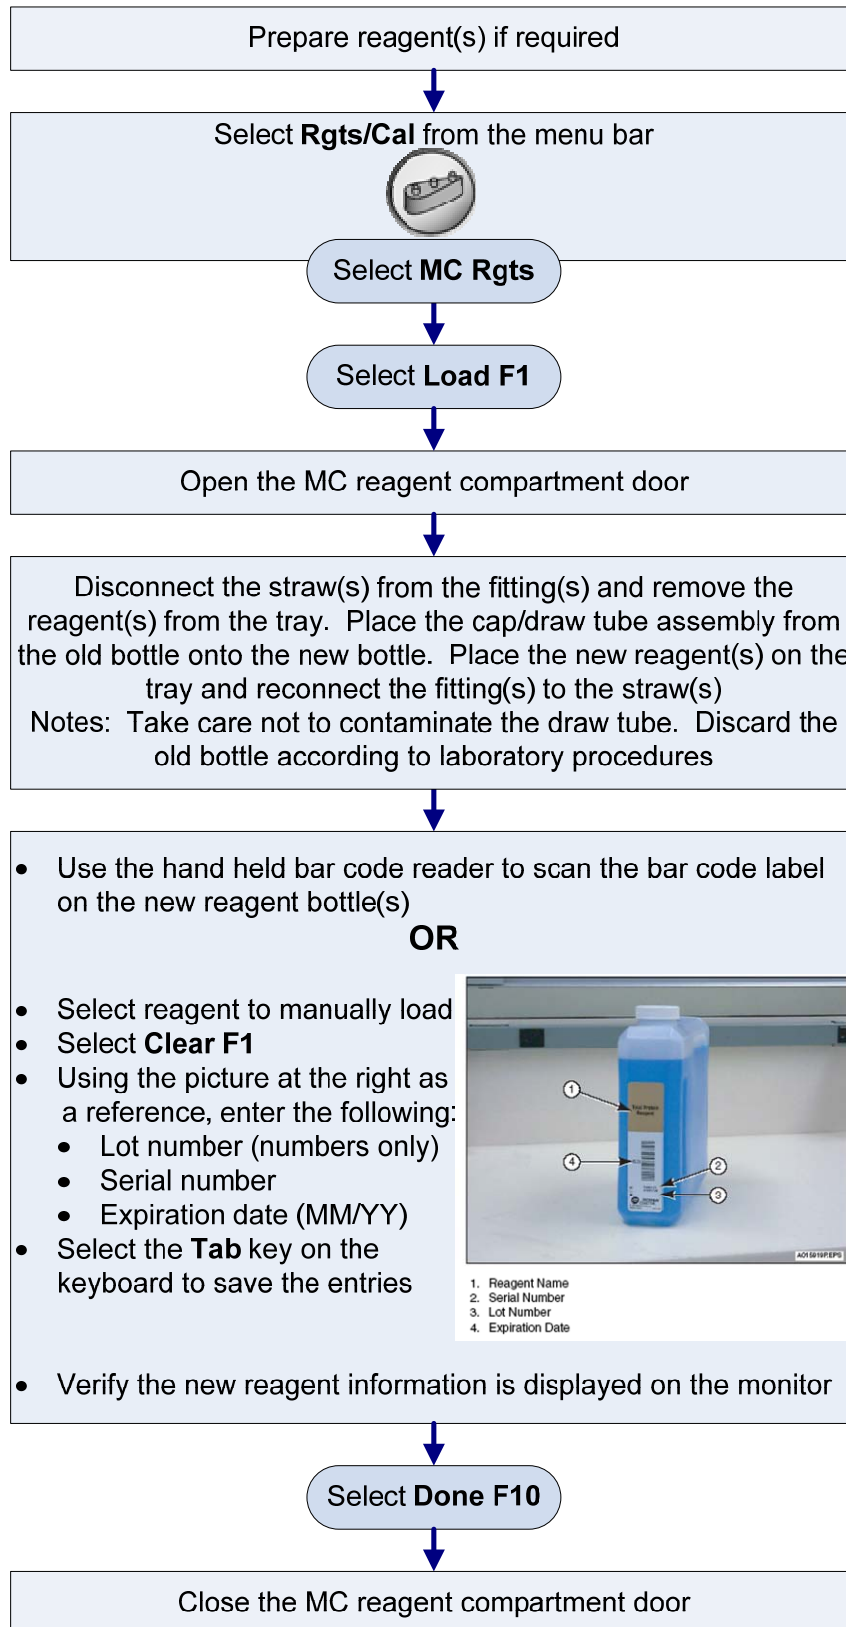 Prepare reagent(s) if required
Select Rgts/Cal from the menu bar
Select MC Rgts
Select Load F1
Open the MC reagent compartment door
Disconnect the straw(s) from the fitting(s) and remove the
reagent(s) from the tray. Place the cap/draw tube assembly from
the old bottle onto the new bottle. Place the new reagent(s) on the
tray and reconnect the fitting(s) to the straw(s)
Notes: Take care not to contaminate the draw tube. Discard the
old bottle according to laboratory procedures
• Use the hand held bar code reader to scan the bar code label
on the new reagent bottle(s)
OR
• Select reagent to manually load
• Select Clear F1
• Using the picture at the right as
a reference, enter the following:
• Lot number (numbers only)
• Serial number
• Expiration date (MM/YY)
• Select the Tab key on the
keyboard to save the entries
1
4
2
3
A015919P.EPS
1. Reagent Name
2. Serial Number
3. Lot Number
4. Expiration Date
• Verify the new reagent information is displayed on the monitor
Select Done F10
Close the MC reagent compartment door